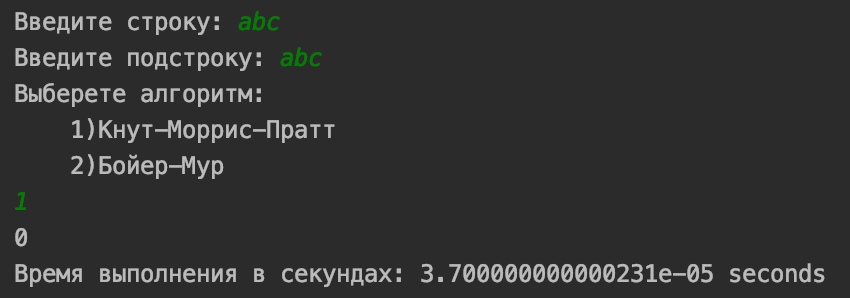 Введите строку: abc
Введите подстроку: abc
Выберете алгоритм:
1)Кнут-Моррис-Пратт
2)Бойер-Мур
1
0
Время выполнения в секундах: 3.700000000000231e-05 seconds